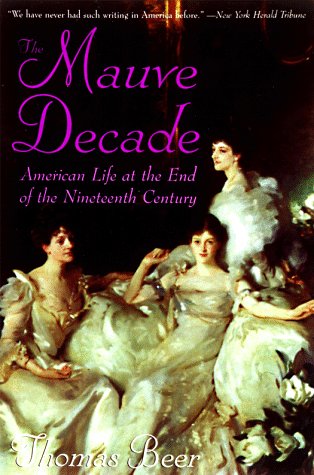 "We have never had such writing in America before." —New York Herald Tribune
The
Mauve
Decade
American Life at the End
of the Nineteenth Century
Thomas Beer